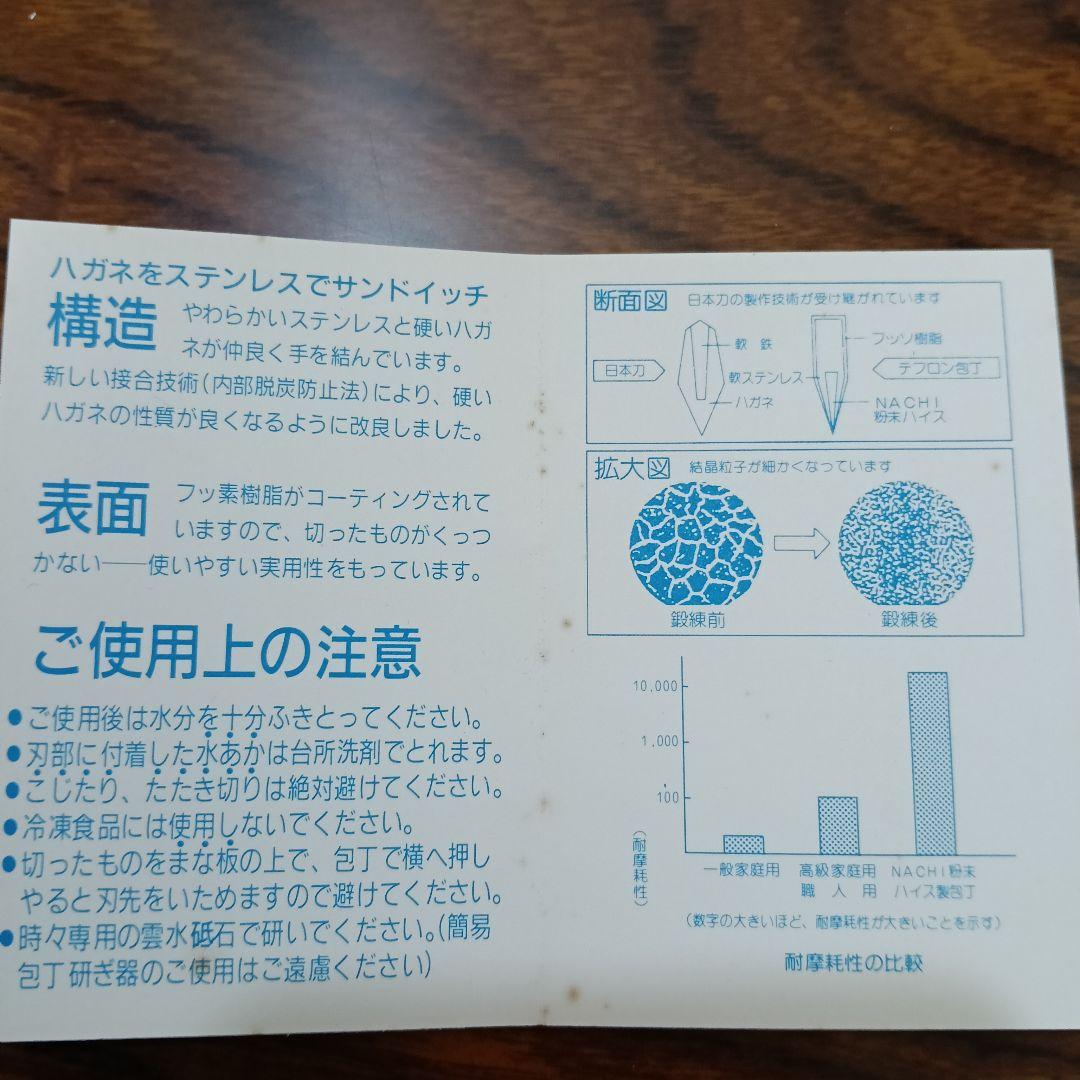 ハガネをステンレスでサンドイッチ
構造
やわらかいステンレスと硬いハガ
ネが仲良く手を結んでいます。
新しい接合技術(内部脱炭防止法)により、硬い
ハガネの性質が良くなるように改良しました。
表面
フッ素樹脂がコーティングされて
いますので、切ったものがくっつ
かない──使いやすい実用性をもっています。
ご使用上の注意
●ご使用後は水分を十分ふきとってください。
●刃部に付着した水あかは台所洗剤でとれます。
●こじたり、たたき切りは絶対避けてください。
●冷凍食品には使用しないでください。
●切ったものをまな板の上で、包丁で横へ押し
やると刃先をいためますので避けてください。
●時々専用の雲水砥石で研いでください。(簡易
包丁研ぎ器のご使用はご遠慮ください)
断面図 日本刀の製作技術が受け継がれています
日本刀
軟鉄
軟ステンレス
ハガネ
フッソ樹脂
テフロン包丁
NACHI
粉末ハイス
拡大図 結晶粒子が細かくなっています
鍛練前
鍛練後
10,000
1,000
100
(耐摩耗性)
一般家庭用
高級家庭用
職人用
NACHI粉末
ハイス製包丁
(数字の大きいほど、耐摩耗性が大きいことを示す)
耐摩耗性の比較